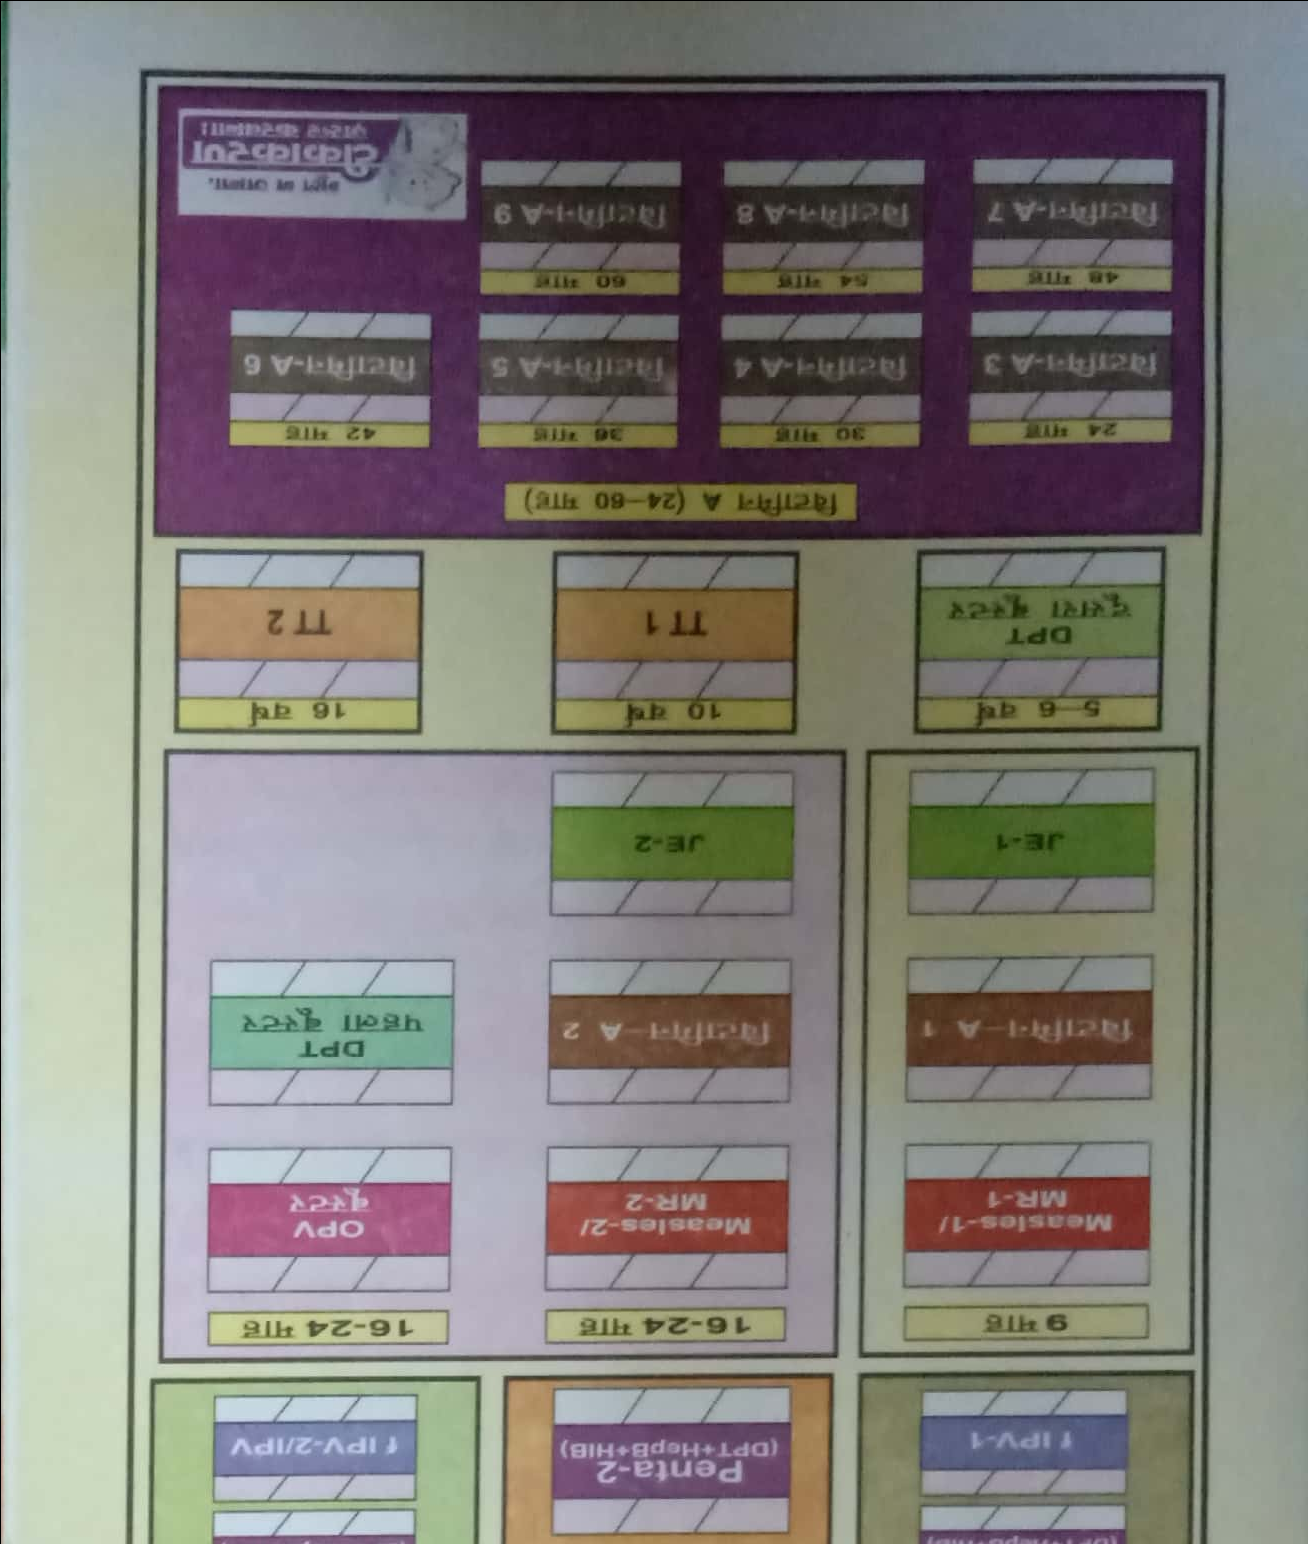 f IPV-1
Penta-2
(DPT+HepB+HIB)
f IPV-2/IPV
9 माह
Measles-1/
MR-1
विटामिन–A 1
JE-1
16-24 माह
16-24 माह
Measles-2/
MR-2
OPV
बूस्टर
विटामिन–A 2
DPT
पहला बूस्टर
JE-2
5–6 वर्ष
DPT
दूसरा बूस्टर
10 वर्ष
TT 1
16 वर्ष
TT 2
विटामिन A (24–60 माह)
24 माह
विटामिन-A 3
30 माह
विटामिन-A 4
36 माह
विटामिन-A 5
42 माह
विटामिन-A 6
48 माह
विटामिन-A 7
54 माह
विटामिन-A 8
60 माह
विटामिन-A 9
भूल न जाना,
टीकाकरण
ज़रूर करवाना!